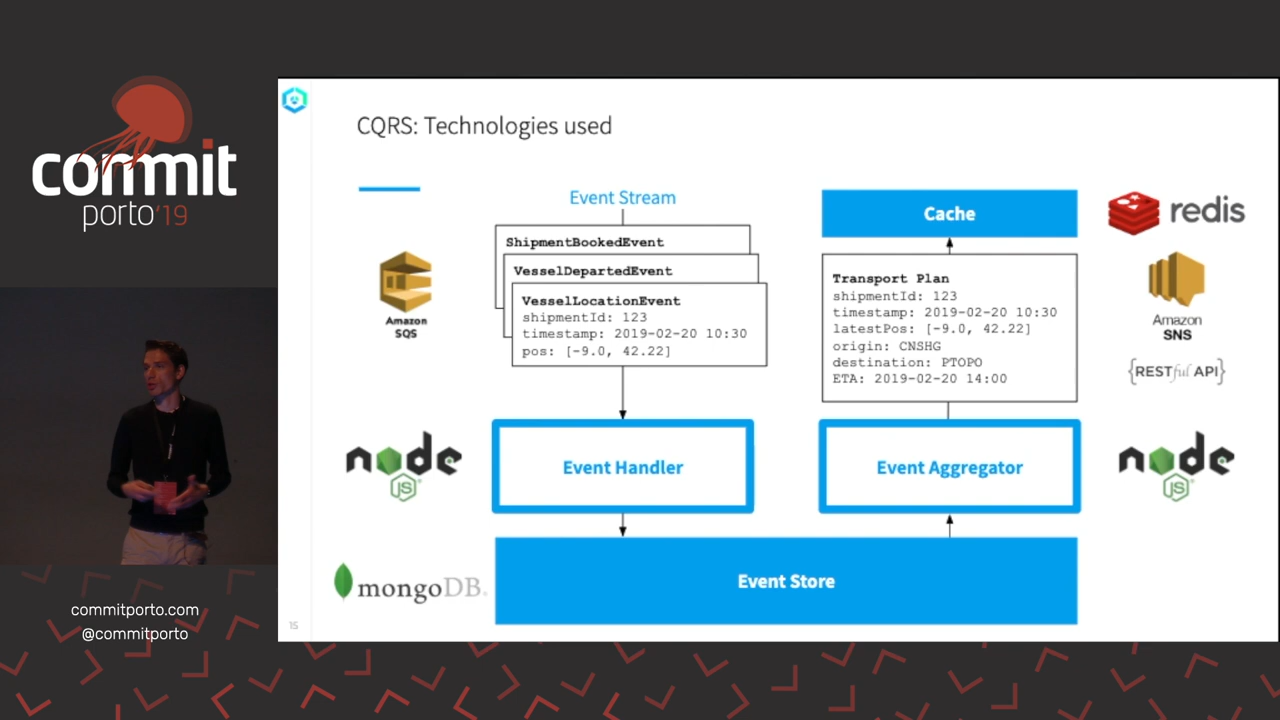 commit
porto'19
commitporto.com
@commitporto
CQRS: Technologies used
Event Stream
ShipmentBookedEvent
VesselDepartedEvent
VesselLocationEvent
shipmentId: 123
timestamp: 2019-02-20 10:30
pos: [-9.0, 42.22]
Amazon
SQS
Cache
redis
Transport Plan
shipmentId: 123
timestamp: 2019-02-20 10:30
latestPos: [-9.0, 42.22]
origin: CNSHG
destination: PTOPO
ETA: 2019-02-20 14:00
Amazon
SNS
{RESTful API}
node
JS
Event Handler
Event Aggregator
node
JS
mongoDB.
Event Store
15